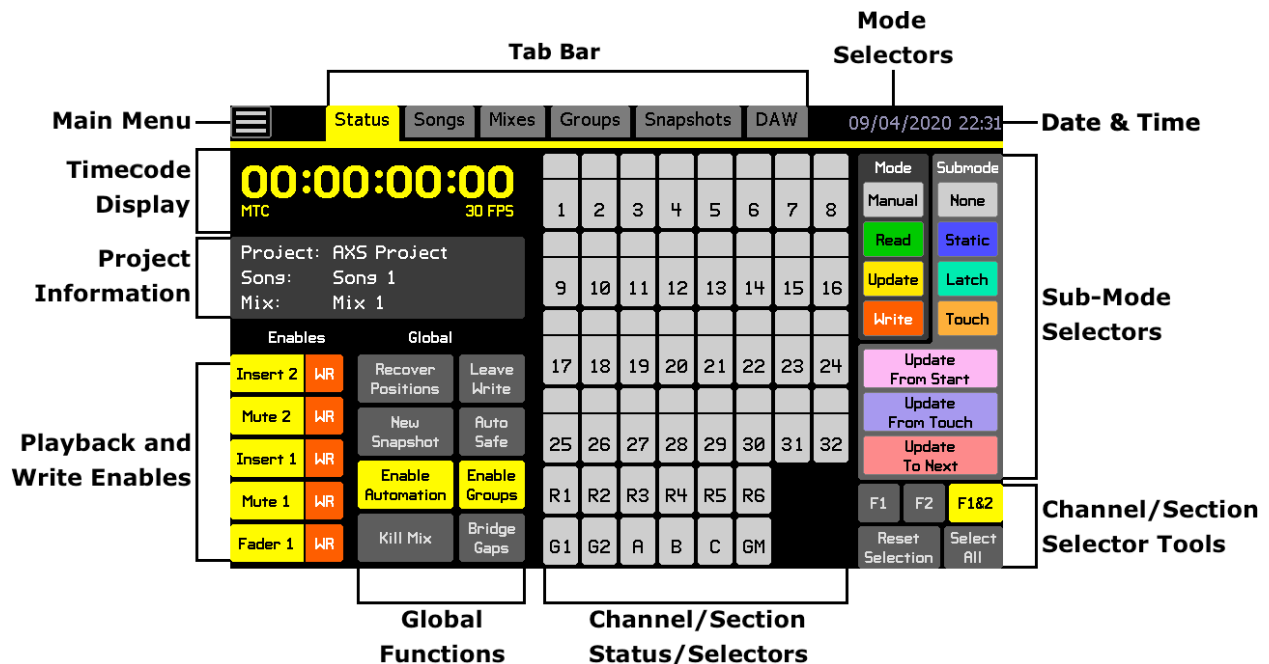 Mode
Selectors
Tab Bar
Main Menu
Status Songs Mixes Groups Snapshots DAW
09/04/2020 22:31
Date & Time
Timecode
Display
00:00:00:00
MTC 30 FPS
Project
Information
Project: AXS Project
Song: Song 1
Mix: Mix 1
Enables
Insert 2 WR
Mute 2 WR
Insert 1 WR
Mute 1 WR
Fader 1 WR
Playback and
Write Enables
Global
Recover
Positions
Leave
Write
New
Snapshot
Auto
Safe
Enable
Automation
Enable
Groups
Kill Mix
Bridge
Gaps
Global
Functions
1 2 3 4 5 6 7 8
9 10 11 12 13 14 15 16
17 18 19 20 21 22 23 24
25 26 27 28 29 30 31 32
R1 R2 R3 R4 R5 R6
G1 G2 A B C GM
Channel/Section
Status/Selectors
Mode Submode
Manual None
Read Static
Update Latch
Write Touch
Update
From Start
Update
From Touch
Update
To Next
Sub-Mode
Selectors
F1 F2 F1&2
Reset
Selection
Select
All
Channel/Section
Selector Tools